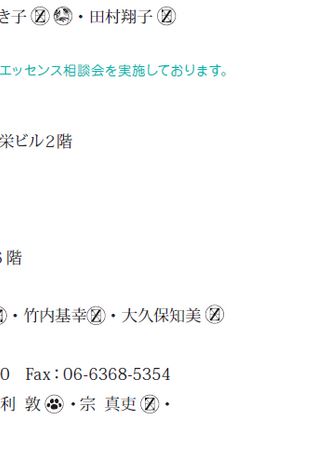 き子 Ⓩ ・田村翔子 Ⓩ
エッセンス相談会を実施しております。
栄ビル2階
階
・竹内基幸Ⓩ・大久保知美 Ⓩ
0 Fax:06-6368-5354
利 敦 ・宗 真吏 Ⓩ・